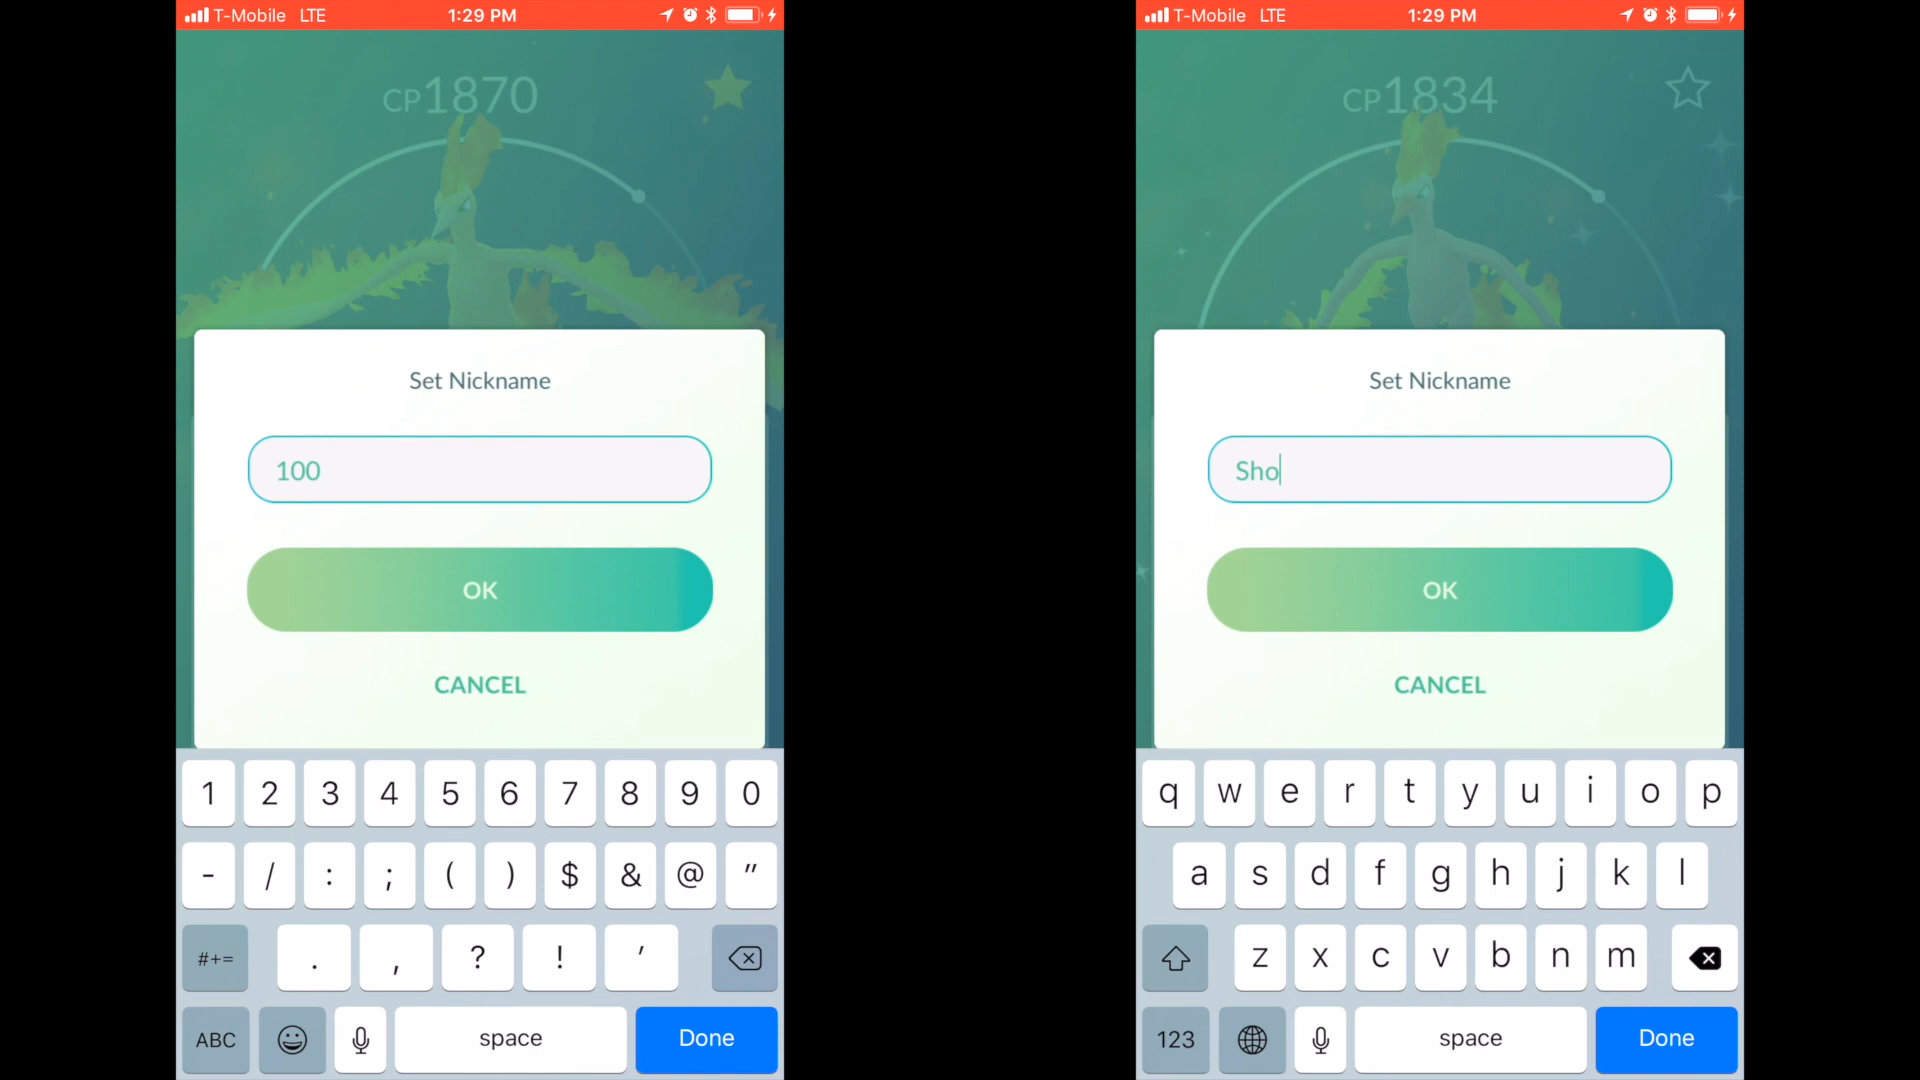 T-Mobile LTE 1:29 PM
CP1870
Set Nickname
100
OK
CANCEL
1 2 3 4 5 6 7 8 9 0
- / : ; ( ) $ & @ "
#+= . , ? ! '
ABC space Done
T-Mobile LTE 1:29 PM
CP1834
Set Nickname
Sho
OK
CANCEL
q w e r t y u i o p
a s d f g h j k l
z x c v b n m
123 space Done